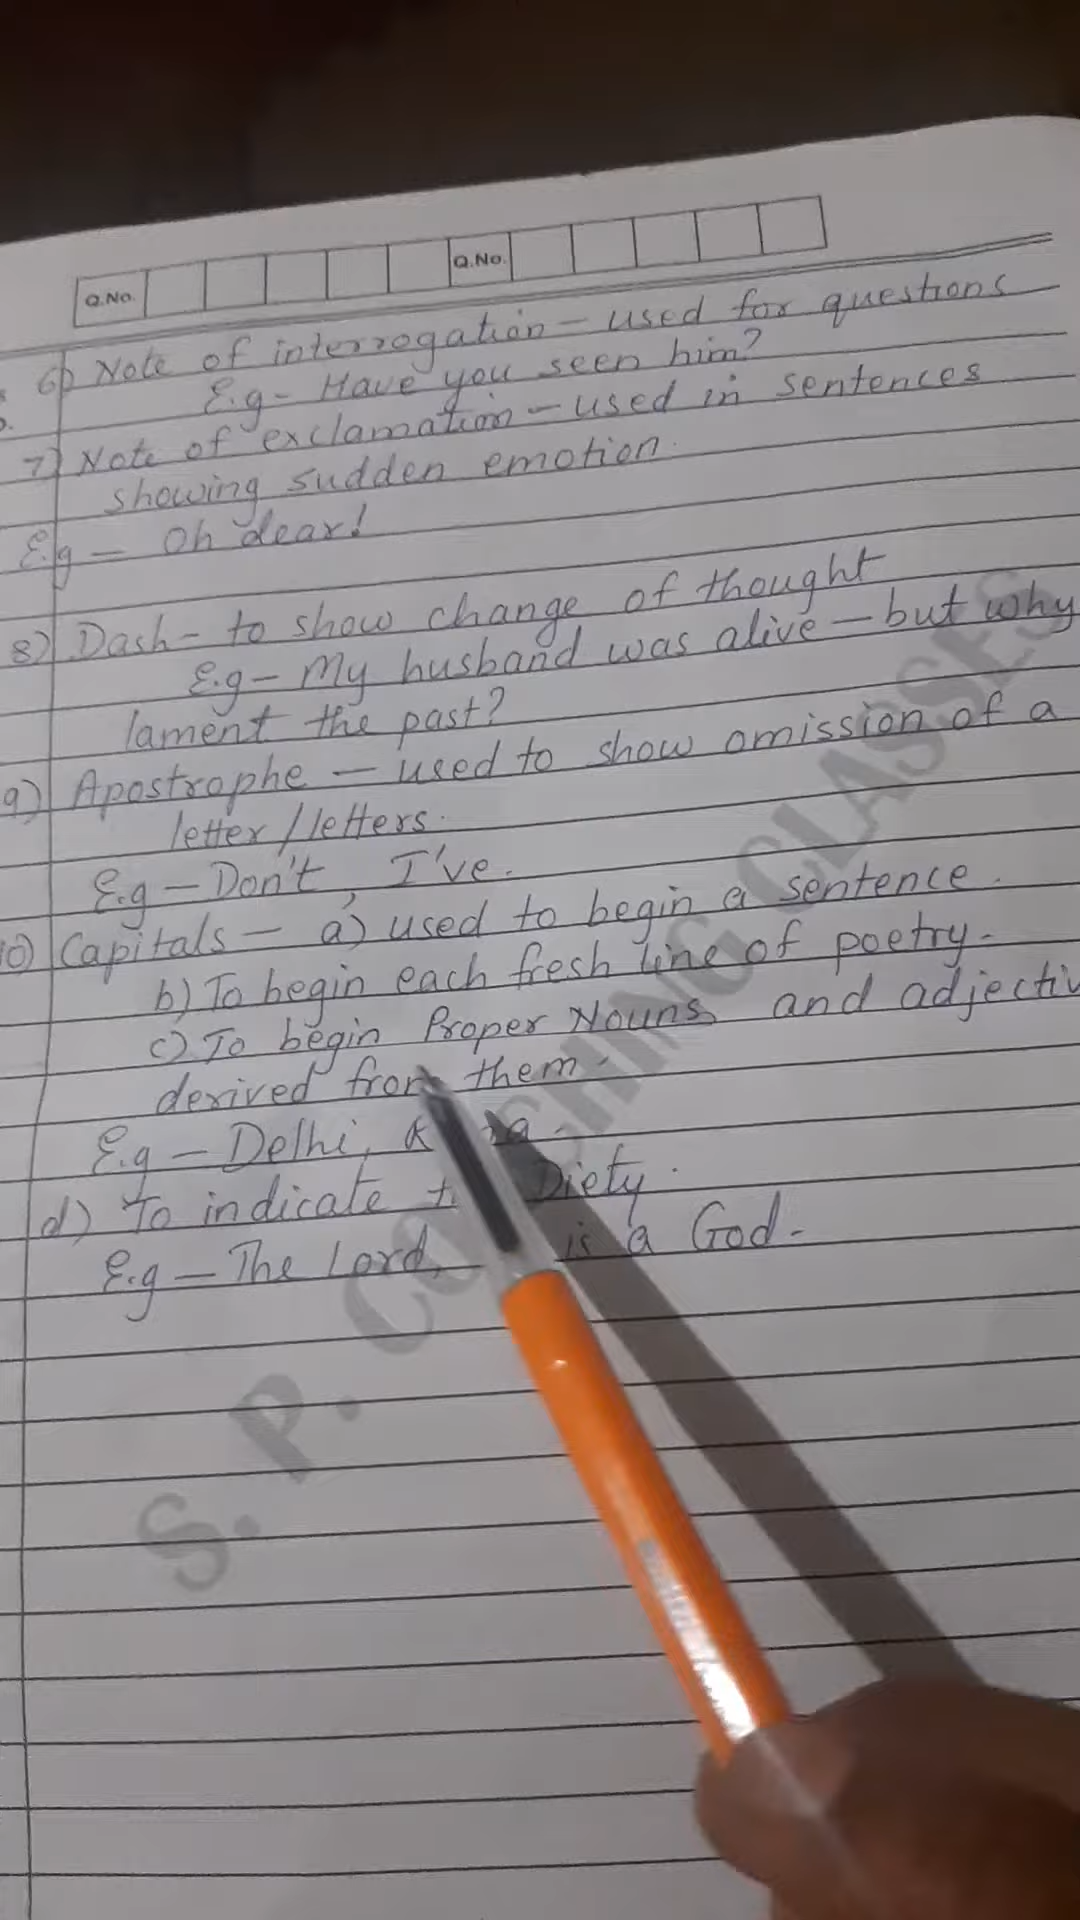 Q.No. Q.No.
6) Note of interrogation - used for questions
E.g - Have you seen him?
7) Note of exclamation - used in sentences
showing sudden emotion.
E.g - Oh dear!
8) Dash - to show change of thought
E.g - My husband was alive - but why
lament the past?
9) Apostrophe - used to show omission of a
letter/letters.
E.g - Don't, I've.
10) Capitals - a) used to begin a sentence.
b) To begin each fresh line of poetry.
c) To begin Proper Nouns and adjectiv
derived from them.
E.g - Delhi,
d) To indicate Diety.
E.g - The Lord, is a God.
S. P. COACHING CLASSES